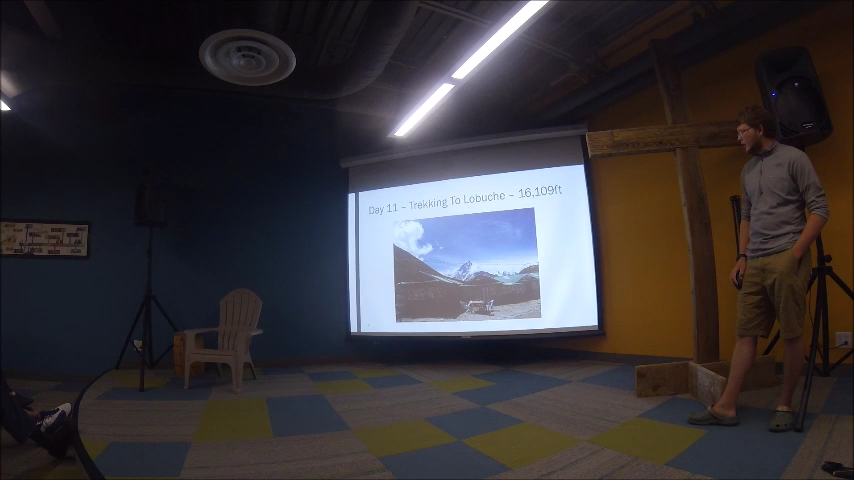 Day 11 – Trekking To Lobuche – 16,109ft